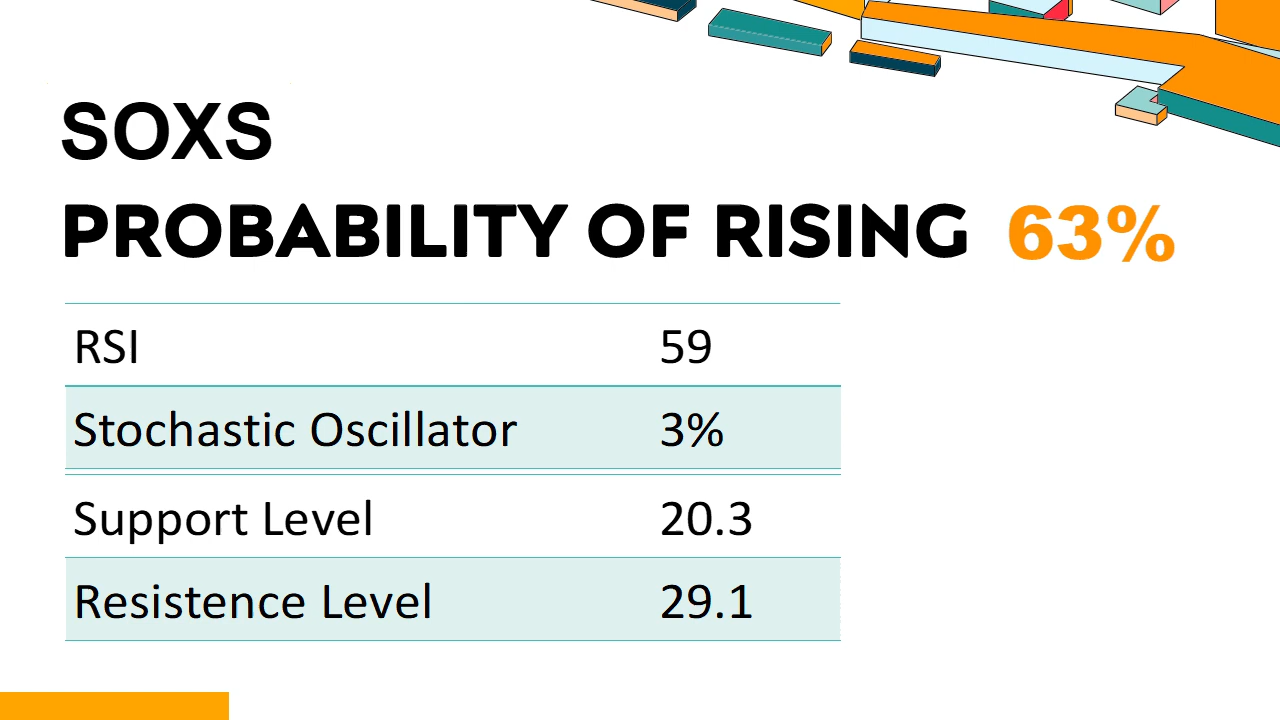 SOXS
PROBABILITY OF RISING 63%
RSI 59
Stochastic Oscillator 3%
Support Level 20.3
Resistence Level 29.1